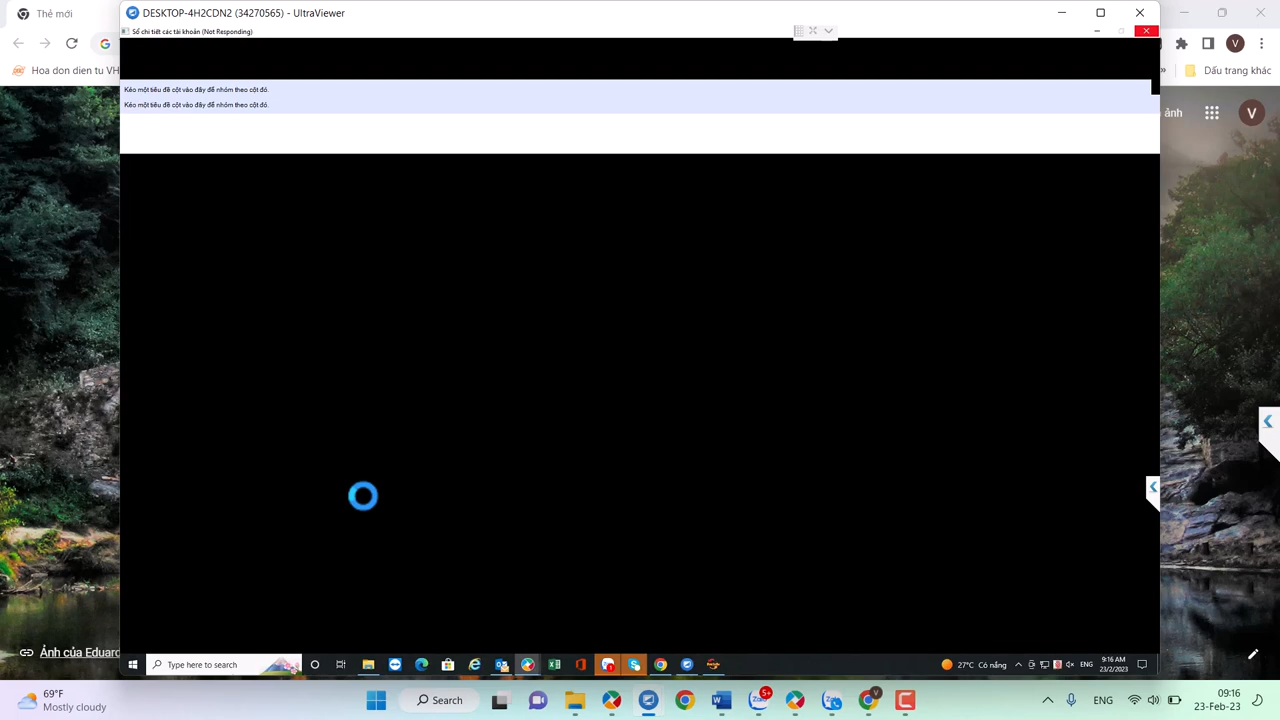 Thẻ mới
DESKTOP-4H2CDN2 (34270565) - UltraViewer
Sổ chi tiết các tài khoản (Not Responding)
V
Hoa don dien tu VH
»
Dấu trang khác
Kéo một tiêu đề cột vào đây để nhóm theo cột đó.
Kéo một tiêu đề cột vào đây để nhóm theo cột đó.
ảnh
V
Ảnh của Eduard
Type here to search
27°C Có nắng
ENG
9:16 AM
23/2/2023
69°F
Mostly cloudy
Search
5+
V
ENG
09:16
23-Feb-23